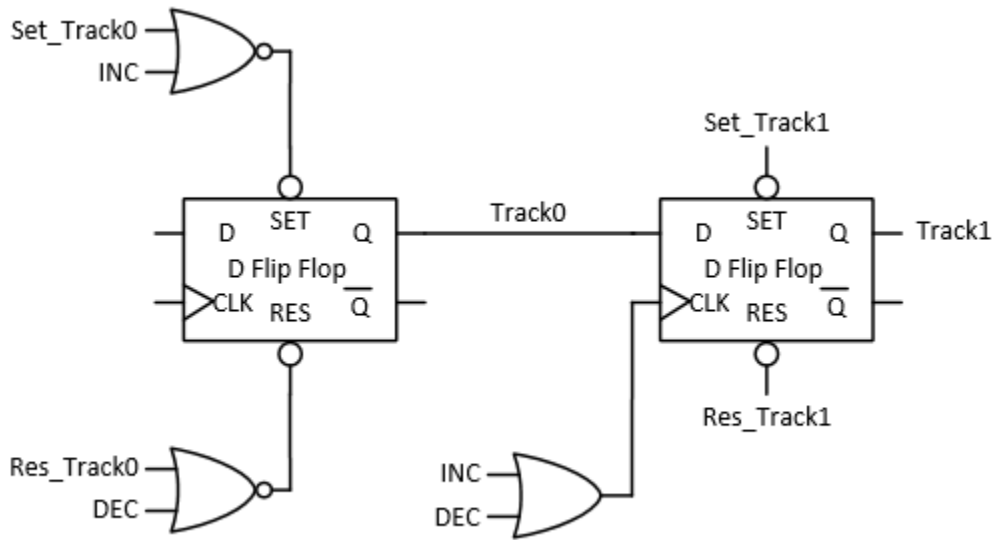 Set_Track0
INC
SET
D
Q
D Flip Flop
CLK
RES
Q
Track0
Set_Track1
SET
D
Q
Track1
D Flip Flop
CLK
RES
Q
Res_Track1
Res_Track0
DEC
INC
DEC